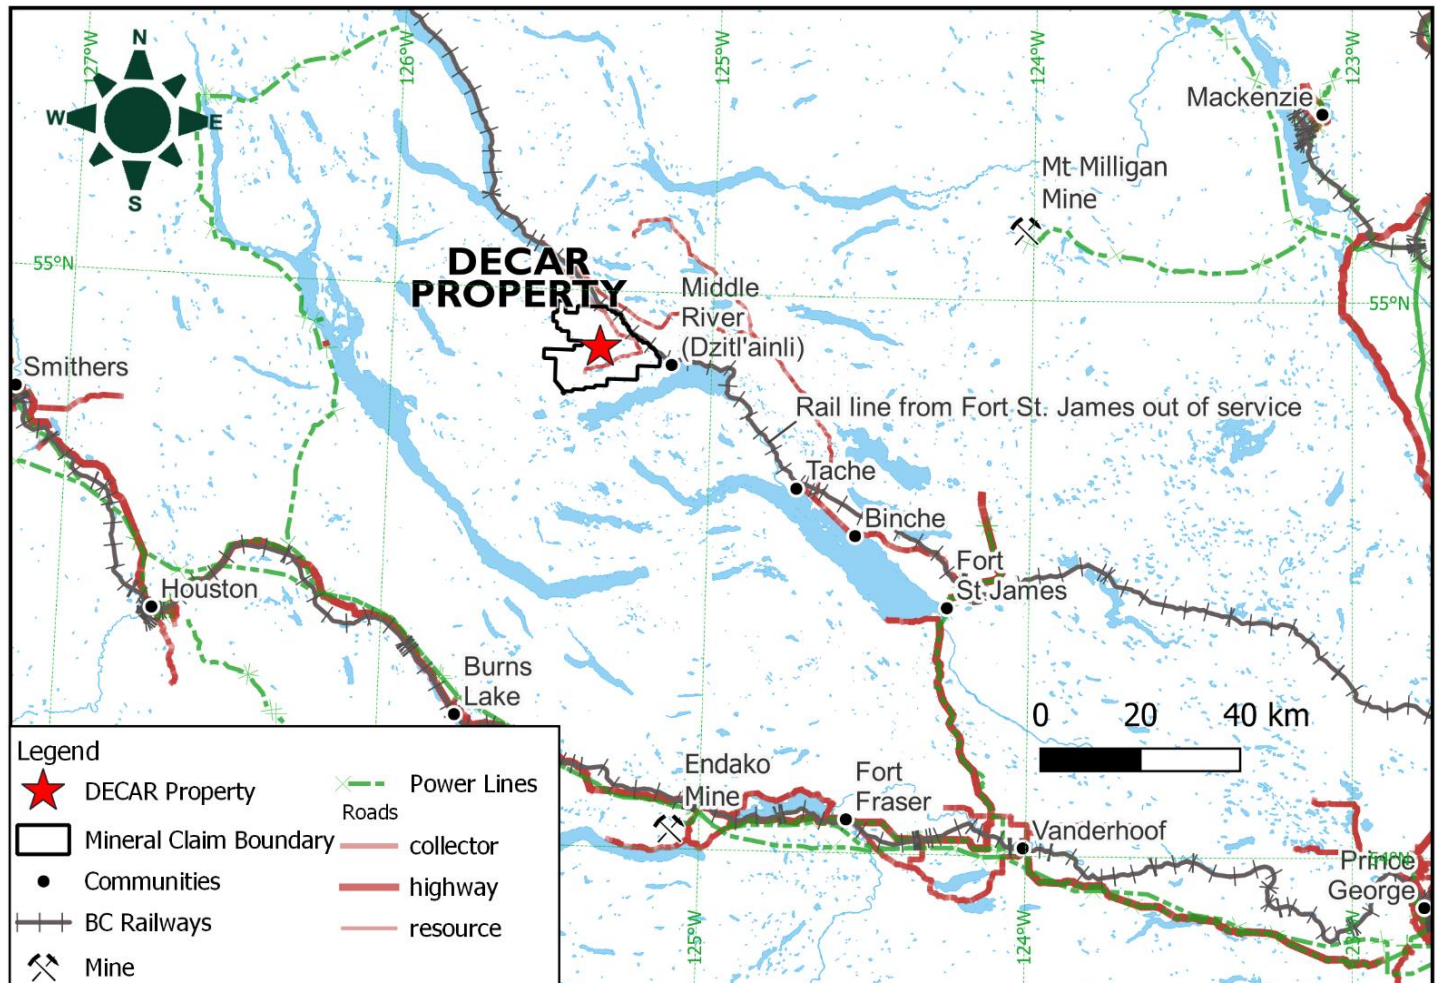 N
W
E
S
127°W
126°W
125°W
124°W
123°W
Mackenzie
Mt Milligan
Mine
55°N
DECAR
PROPERTY
Middle
River
(Dzitl'ainli)
55°N
Smithers
Rail line from Fort St. James out of service
Tache
Binche
Fort
St James
Houston
Burns
Lake
0 20 40 km
Endako
Mine
Fort
Fraser
Vanderhoof
54°N
Prince
George
125°W
124°W
123°W
Legend
DECAR Property
Mineral Claim Boundary
Communities
BC Railways
Mine
Power Lines
Roads
collector
highway
resource